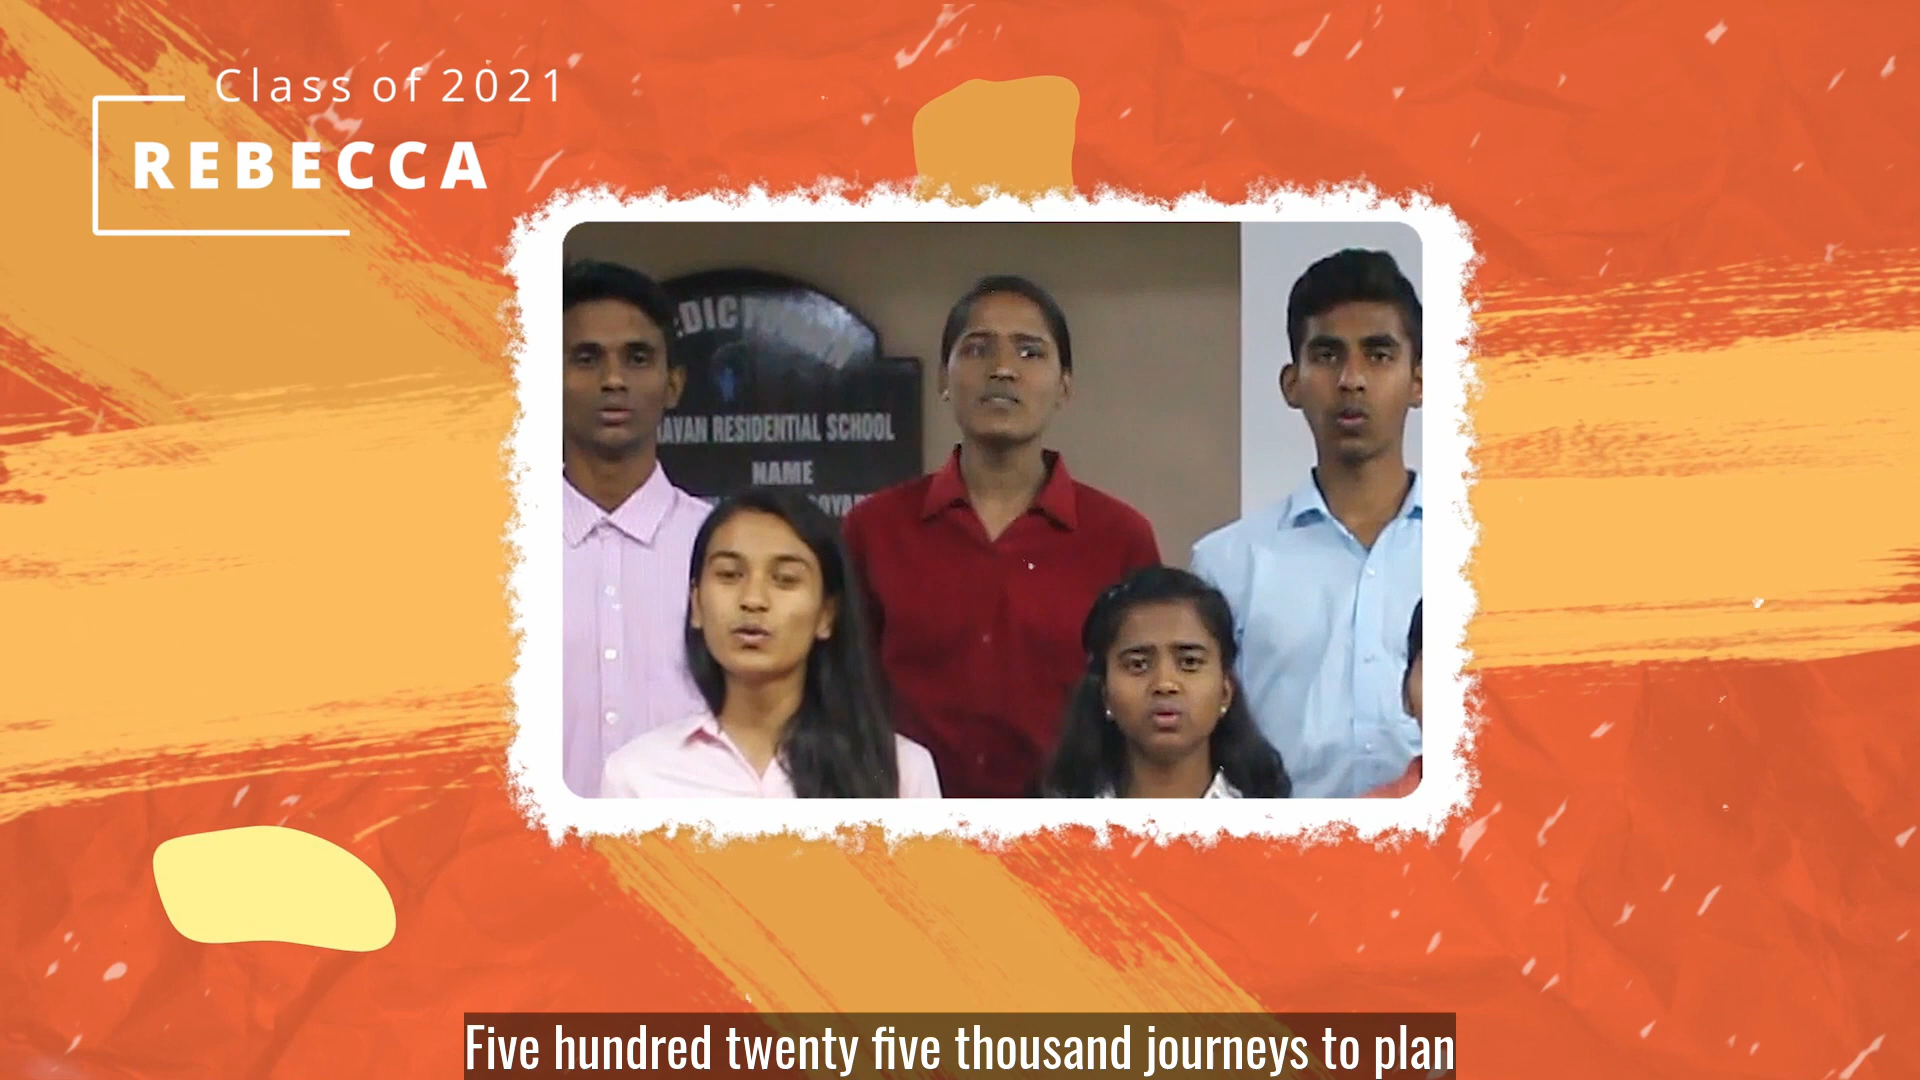 Class of 2021
REBECCA
RESIDENTIAL SCHOOL
NAME
Five hundred twenty five thousand journeys to plan